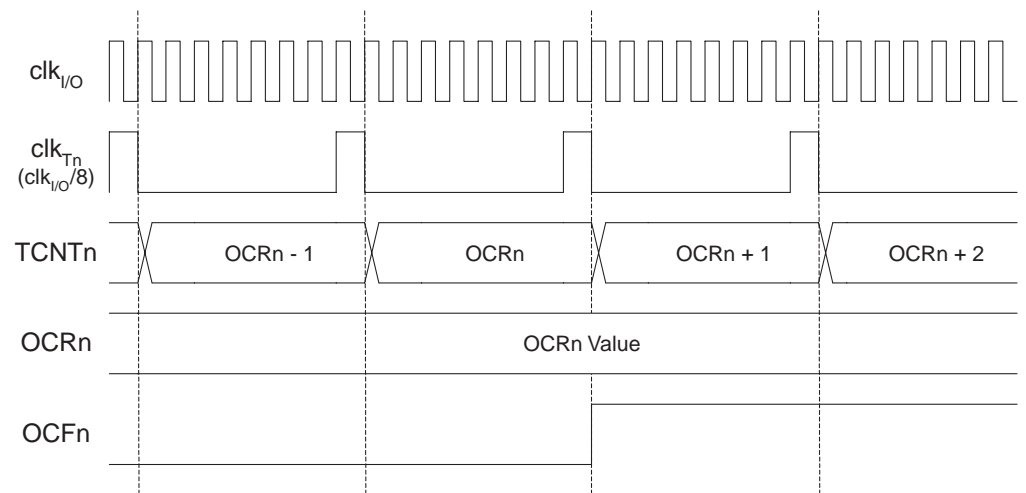 clkI/O
clkTn
(clkI/O/8)
TCNTn
OCRn - 1
OCRn
OCRn + 1
OCRn + 2
OCRn
OCRn Value
OCFn